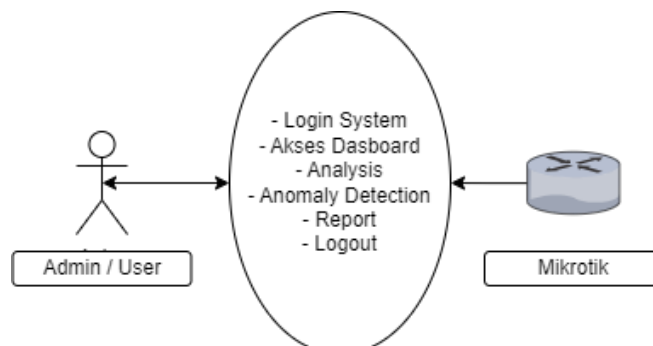 - Login System
- Akses Dasboard
- Analysis
- Anomaly Detection
- Report
- Logout
Admin / User
Mikrotik